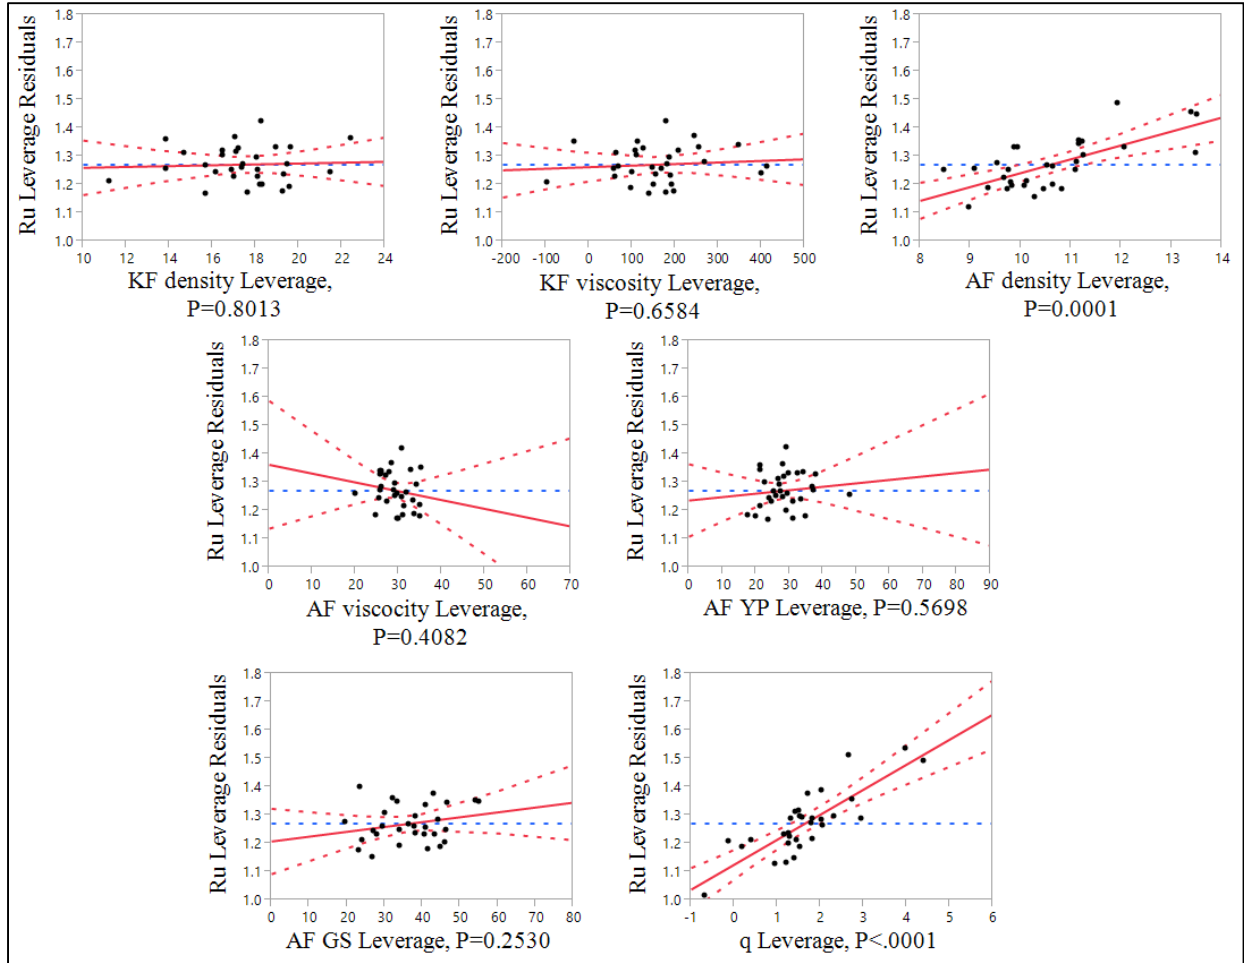 Ru Leverage Residuals
1.8
1.7
1.6
1.5
1.4
1.3
1.2
1.1
1.0
10 12 14 16 18 20 22 24
KF density Leverage,
P=0.8013
Ru Leverage Residuals
1.8
1.7
1.6
1.5
1.4
1.3
1.2
1.1
1.0
-200 -100 0 100 200 300 400 500
KF viscosity Leverage,
P=0.6584
Ru Leverage Residuals
1.8
1.7
1.6
1.5
1.4
1.3
1.2
1.1
1.0
8 9 10 11 12 13 14
AF density Leverage,
P=0.0001
Ru Leverage Residuals
1.8
1.7
1.6
1.5
1.4
1.3
1.2
1.1
1.0
0 10 20 30 40 50 60 70
AF viscocity Leverage,
P=0.4082
Ru Leverage Residuals
1.8
1.7
1.6
1.5
1.4
1.3
1.2
1.1
1.0
0 10 20 30 40 50 60 70 80 90
AF YP Leverage, P=0.5698
Ru Leverage Residuals
1.8
1.7
1.6
1.5
1.4
1.3
1.2
1.1
1.0
0 10 20 30 40 50 60 70 80
AF GS Leverage, P=0.2530
Ru Leverage Residuals
1.8
1.7
1.6
1.5
1.4
1.3
1.2
1.1
1.0
-1 0 1 2 3 4 5 6
q Leverage, P<.0001